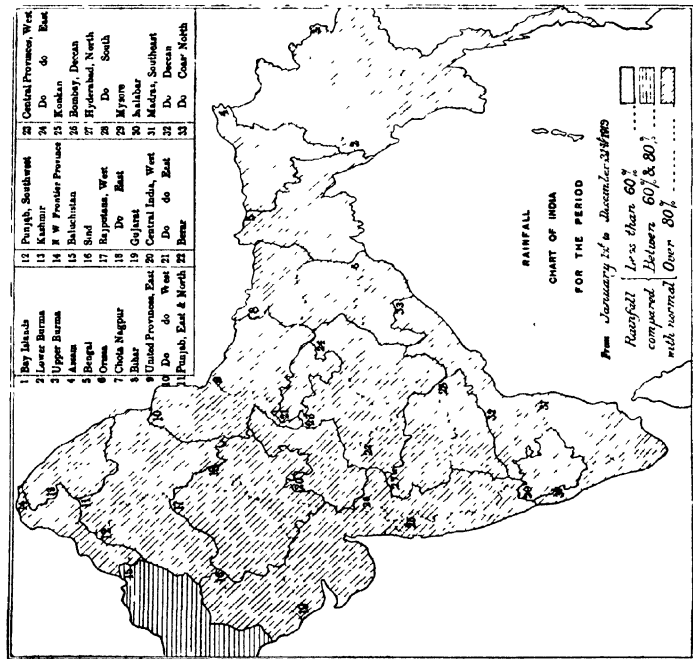 1 Bay Islands
2 Lower Burma
3 Upper Burma
4 Assam
5 Bengal
6 Orissa
7 Chota Nagpur
8 Bihar
9 United Provinces, East
10 Do do West
11 Punjab, East & North
12 Punjab, Southwest
13 Kashmir
14 N W Frontier Province
15 Baluchistan
16 Sind
17 Rajputana, West
18 Do East
19 Gujarat
20 Central India, West
21 Do do East
22 Berar
23 Central Provinces, West
24 Do do East
25 Konkan
26 Bombay, Deccan
27 Hyderabad, North
28 Do South
29 Mysore
30 Malabar
31 Madras, Southeast
32 Do Deccan
33 Do Coast North
RAINFALL
CHART OF INDIA
FOR THE PERIOD
From January 1st to December 31st
Rainfall Less than 60%
compared Between 60% & 80%
with normal Over 80%